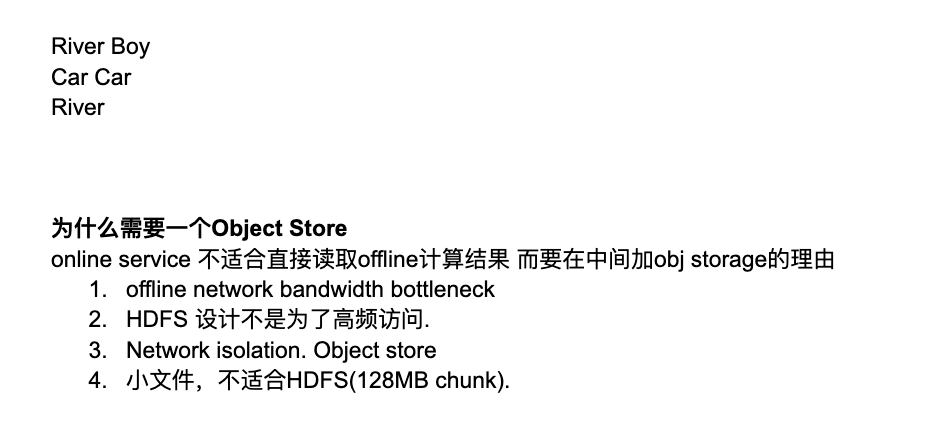 River Boy
Car Car
River
为什么需要一个Object Store
online service 不适合直接读取offline计算结果 而要在中间加obj storage的理由
1. offline network bandwidth bottleneck
2. HDFS 设计不是为了高频访问.
3. Network isolation. Object store
4. 小文件，不适合HDFS(128MB chunk).